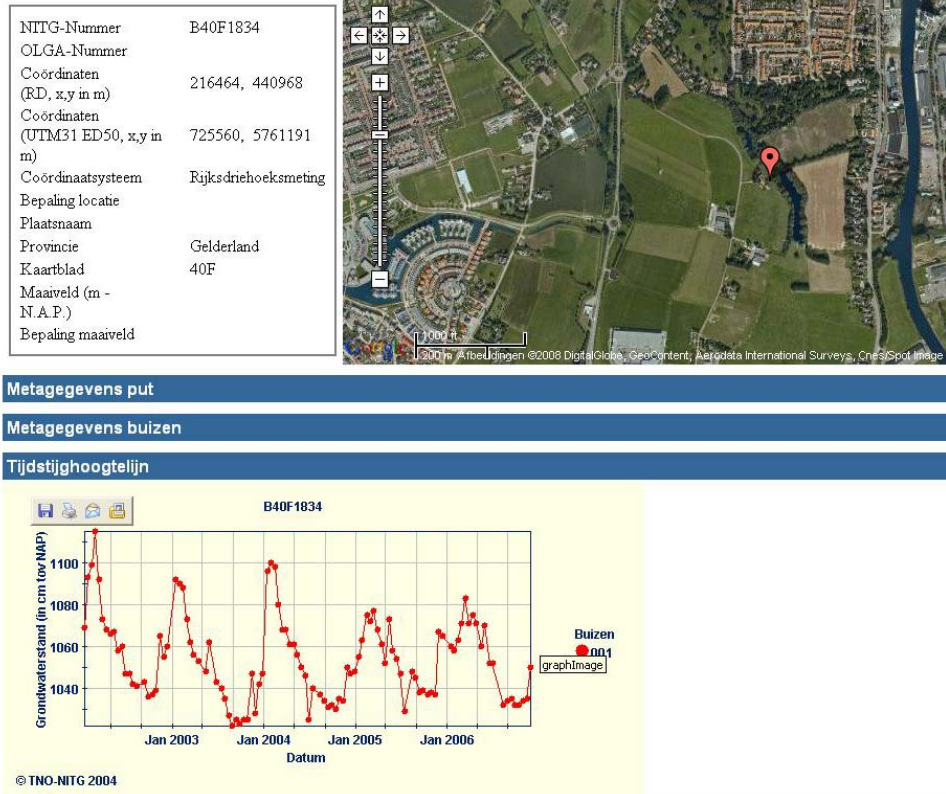 NITG-Nummer B40F1834
OLGA-Nummer
Coördinaten
(RD, x,y in m) 216464, 440968
Coördinaten
(UTM31 ED50, x,y in
m) 725560, 5761191
Coördinaatsysteem Rijksdriehoeksmeting
Bepaling locatie
Plaatsnaam
Provincie Gelderland
Kaartblad 40F
Maaiveld (m -
N.A.P.)
Bepaling maaiveld
1000 ft
200 m
Afbeeldingen ©2008 DigitalGlobe, GeoContent, Aerodata International Surveys, Cnes/Spot Image
Metagegevens put
Metagegevens buizen
Tijdstijghoogtelijn
B40F1834
Grondwaterstand (in cm tov NAP)
1100
1080
1060
1040
Jan 2003 Jan 2004 Jan 2005 Jan 2006
Datum
Buizen
001
graphImage
© TNO-NITG 2004